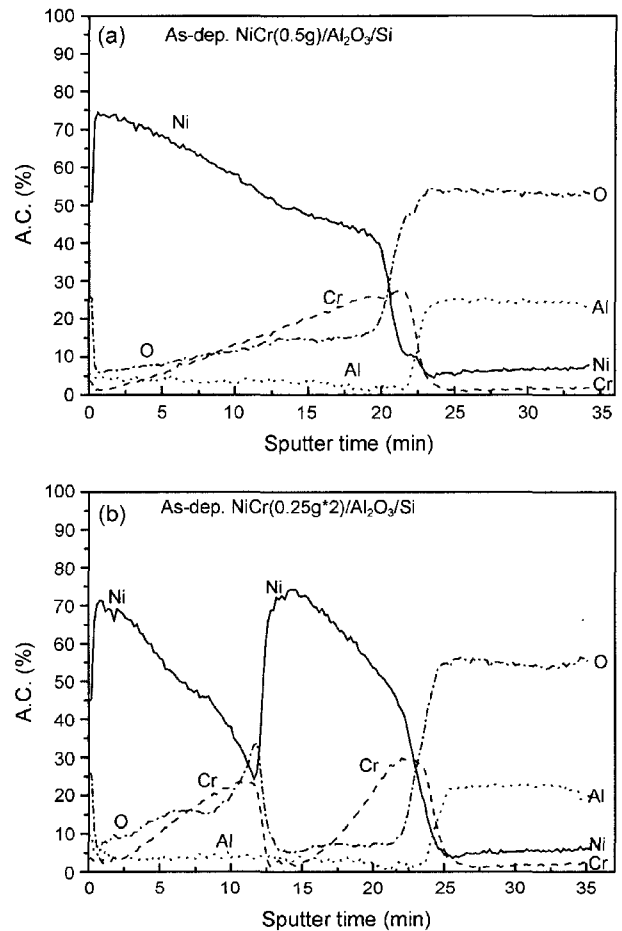 (a) As-dep. NiCr(0.5g)/Al₂O₃/Si
100
90
80
70
60
50
40
30
20
10
0
A.C. (%)
Ni
Cr
O
Al
O
Al
Ni
Cr
0 5 10 15 20 25 30 35
Sputter time (min)
(b) As-dep. NiCr(0.25g*2)/Al₂O₃/Si
100
90
80
70
60
50
40
30
20
10
0
A.C. (%)
Ni
Ni
Cr
O
Al
Cr
O
Al
Ni
Cr
0 5 10 15 20 25 30 35
Sputter time (min)